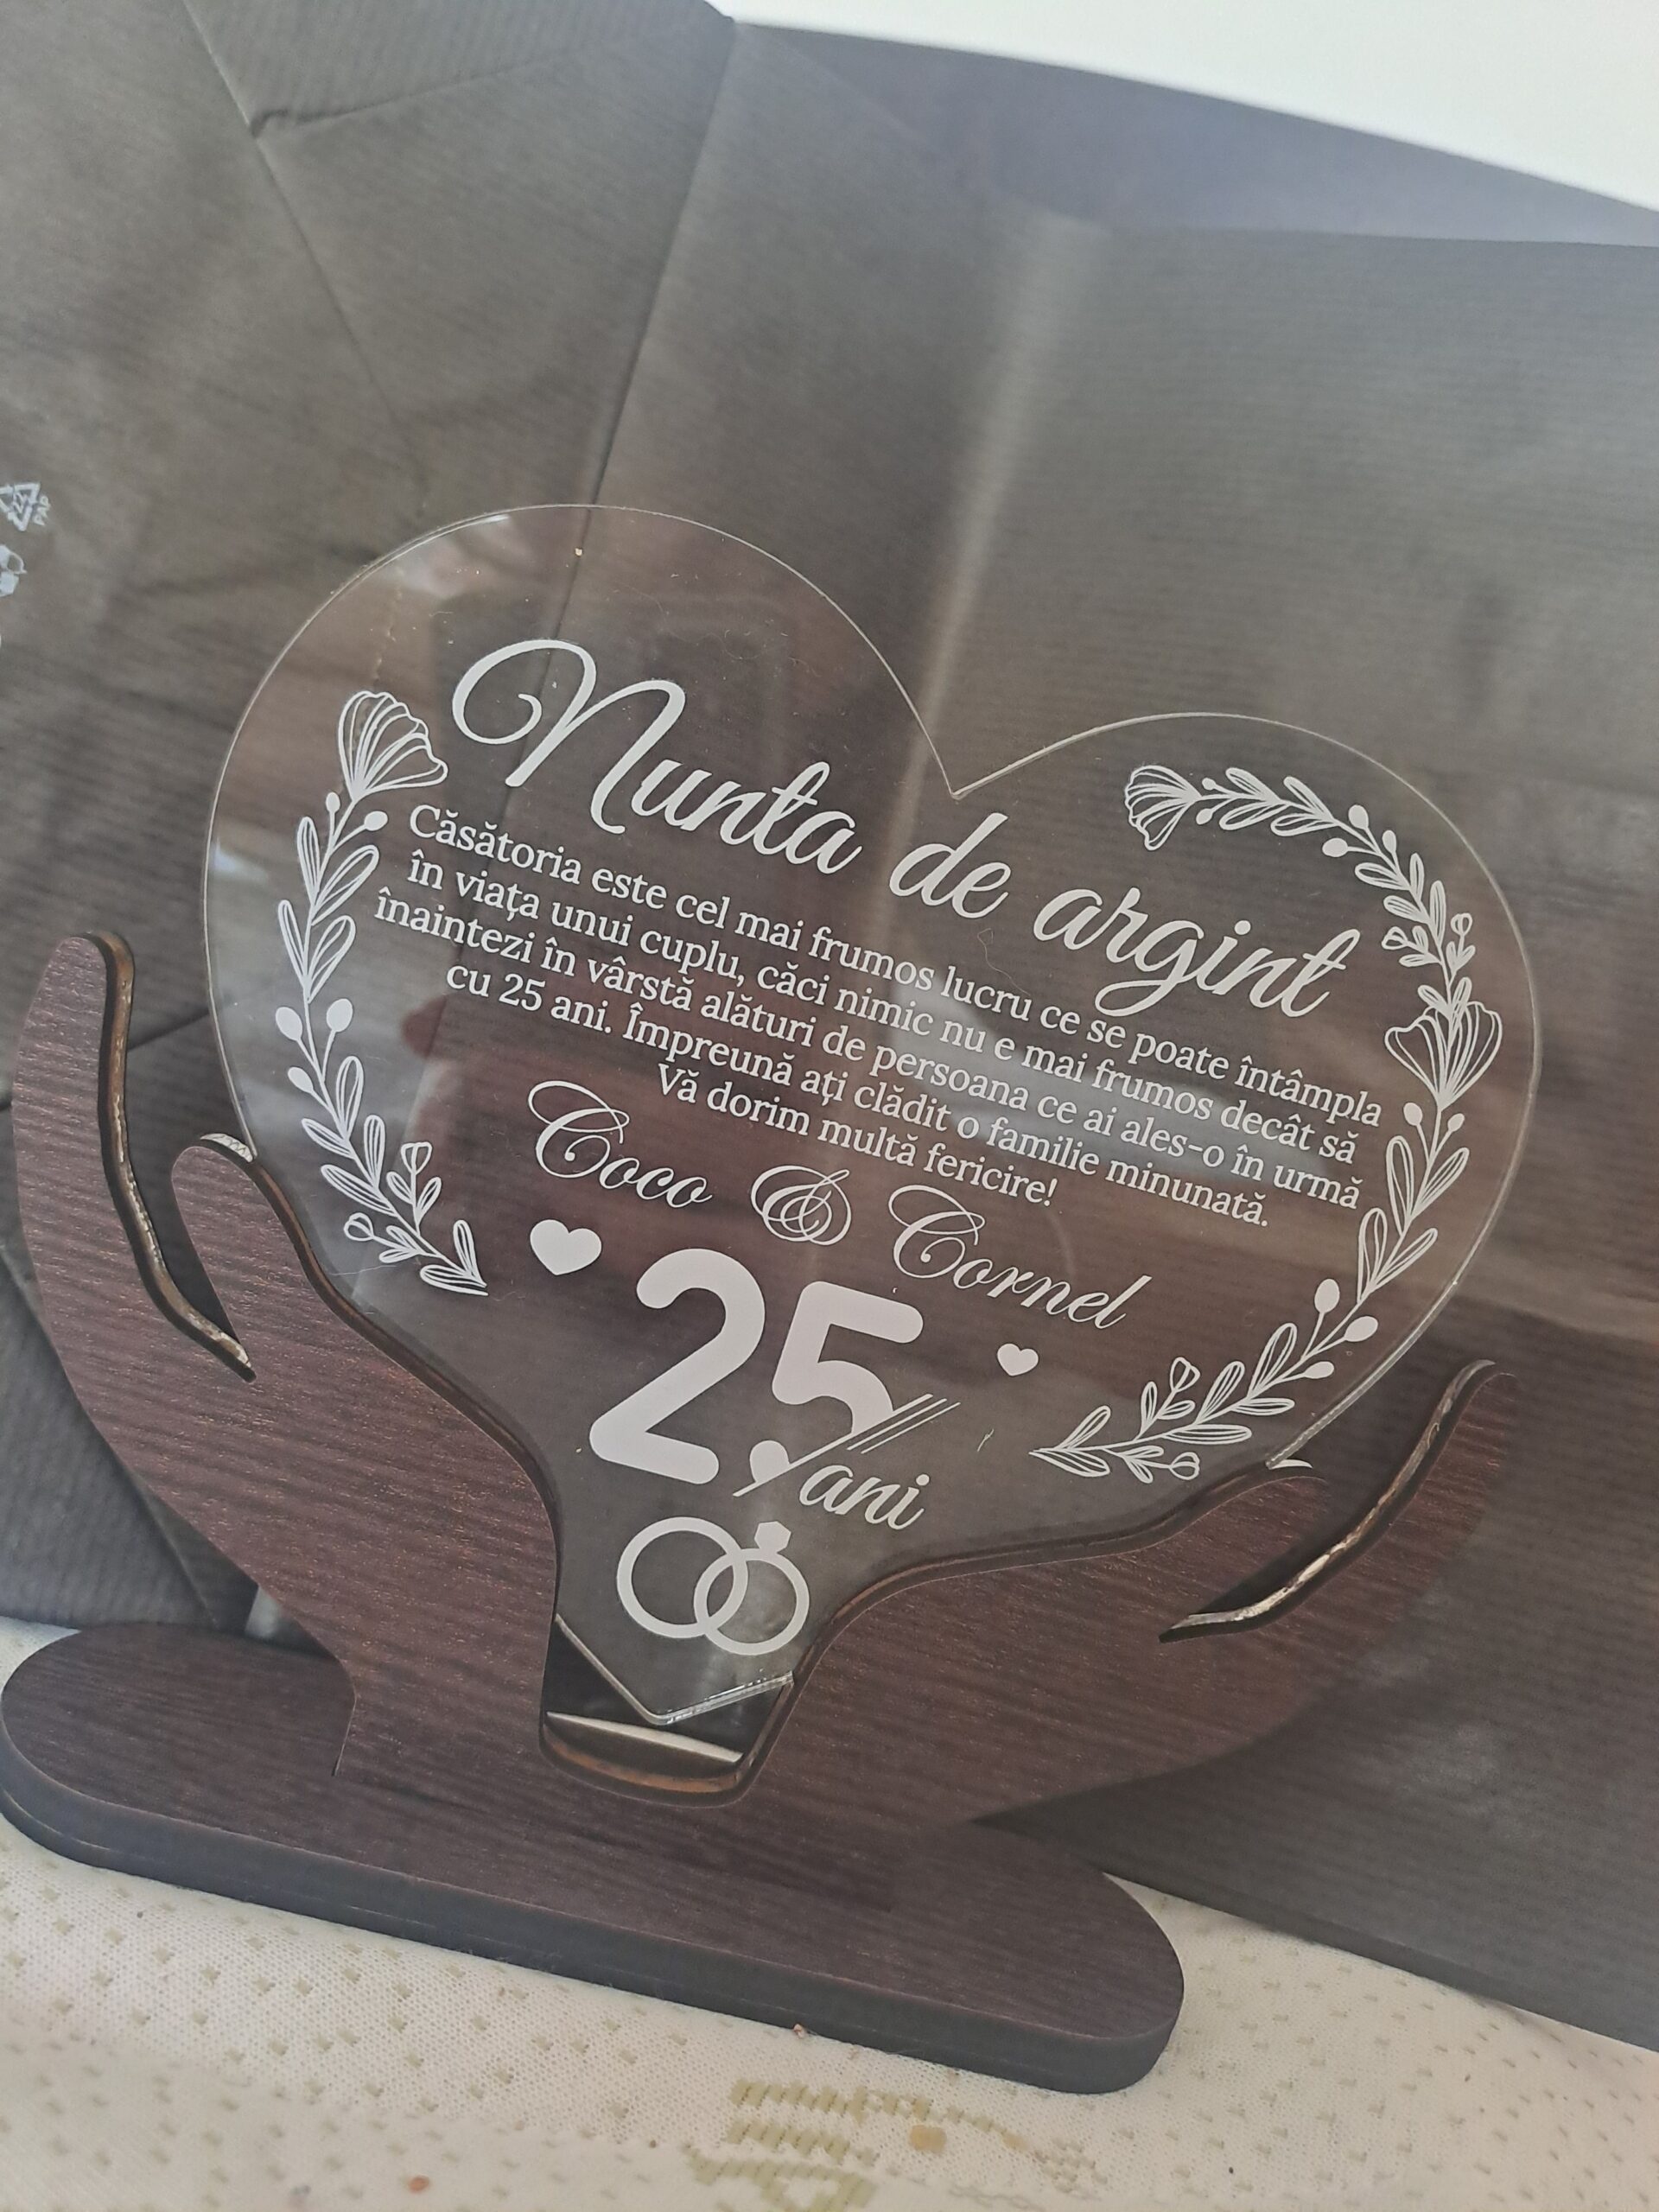 Nunta de argint
Căsătoria este cel mai frumos lucru ce se poate întâmpla
în viața unui cuplu, căci nimic nu e mai frumos decât să
înaintezi în vârstă alături de persoana ce ai ales-o în urmă
cu 25 ani. Împreună ați clădit o familie minunată.
Vă dorim multă fericire!
Coco & Cornel
25
ani
22
PAP